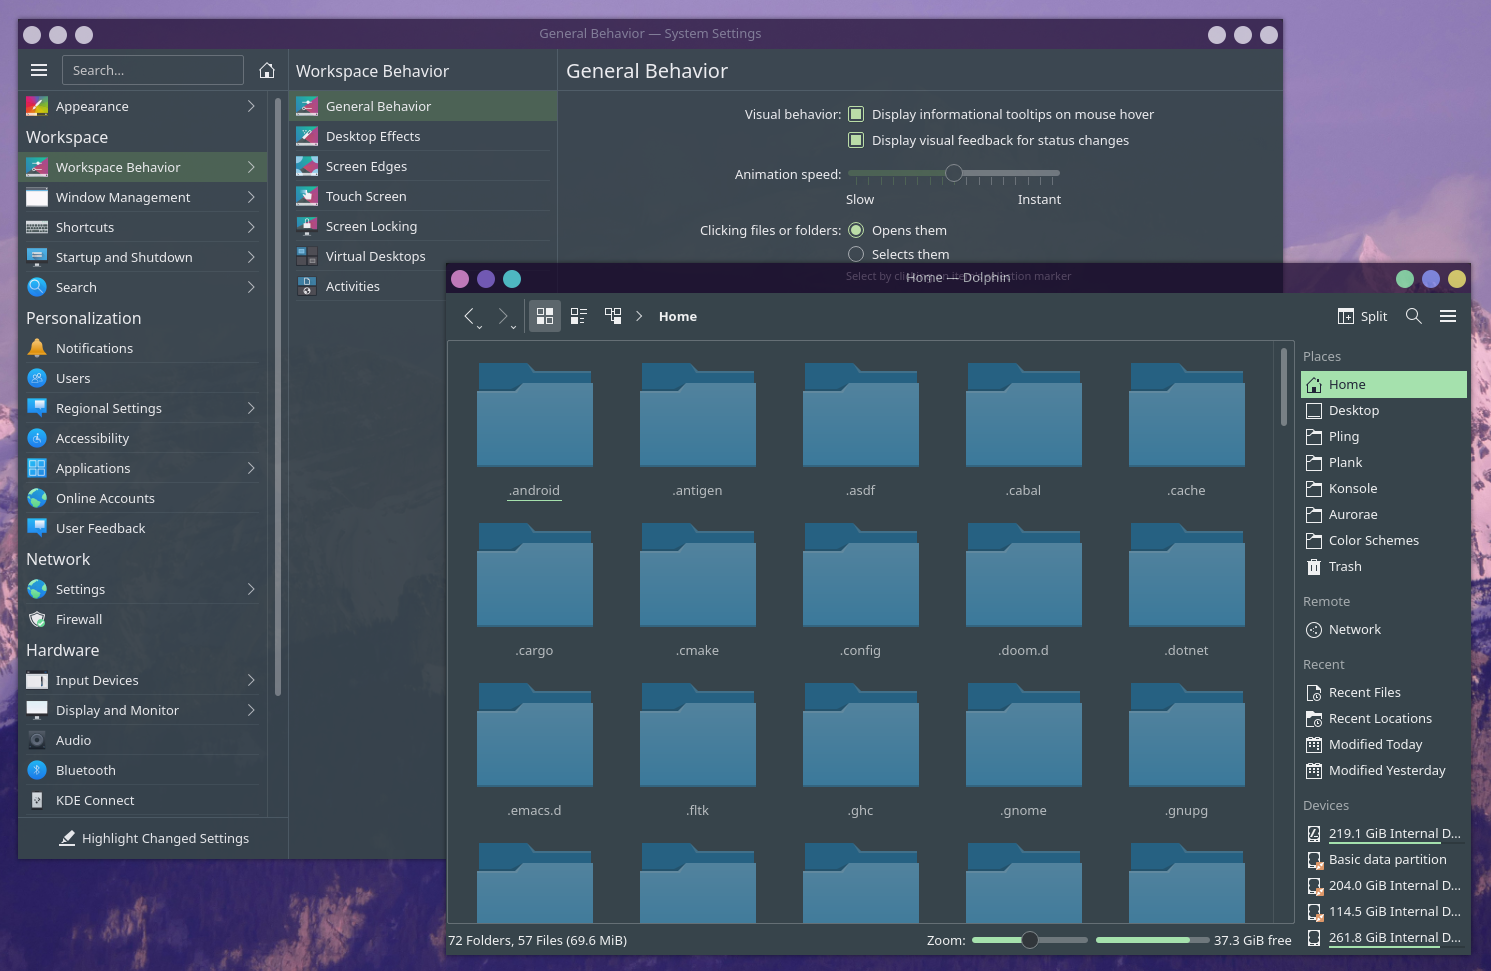 General Behavior — System Settings
Search...
Appearance
Workspace
Workspace Behavior
Window Management
Shortcuts
Startup and Shutdown
Search
Personalization
Notifications
Users
Regional Settings
Accessibility
Applications
Online Accounts
User Feedback
Network
Settings
Firewall
Hardware
Input Devices
Display and Monitor
Audio
Bluetooth
KDE Connect
Highlight Changed Settings
Workspace Behavior
General Behavior
Desktop Effects
Screen Edges
Touch Screen
Screen Locking
Virtual Desktops
Activities
General Behavior
Visual behavior: Display informational tooltips on mouse hover
Display visual feedback for status changes
Animation speed:
Slow Instant
Clicking files or folders: Opens them
Selects them
Select by clicking on item's selection marker
Home — Dolphin
Home
Split
.android .antigen .asdf .cabal .cache
.cargo .cmake .config .doom.d .dotnet
.emacs.d .fltk .ghc .gnome .gnupg
72 Folders, 57 Files (69.6 MiB)
Zoom:
37.3 GiB free
Places
Home
Desktop
Pling
Plank
Konsole
Aurorae
Color Schemes
Trash
Remote
Network
Recent
Recent Files
Recent Locations
Modified Today
Modified Yesterday
Devices
219.1 GiB Internal D...
Basic data partition
204.0 GiB Internal D...
114.5 GiB Internal D...
261.8 GiB Internal D...